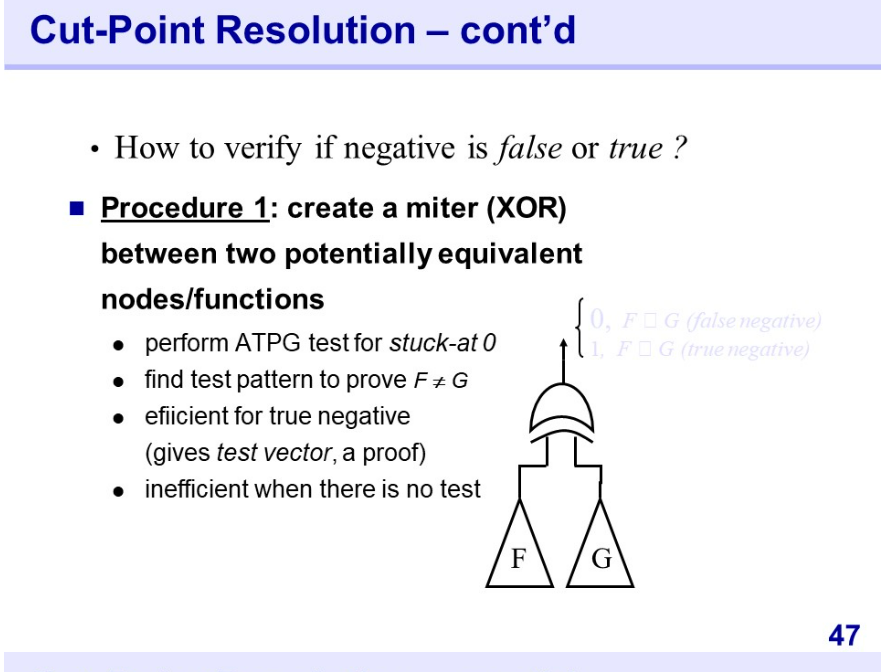 Cut-Point Resolution – cont’d
• How to verify if negative is false or true ?
■ Procedure 1: create a miter (XOR)
between two potentially equivalent
nodes/functions
● perform ATPG test for stuck-at 0
● find test pattern to prove F ≠ G
● efiicient for true negative
(gives test vector, a proof)
● inefficient when there is no test
0, F □ G (false negative)
1, F □ G (true negative)
F
G
47